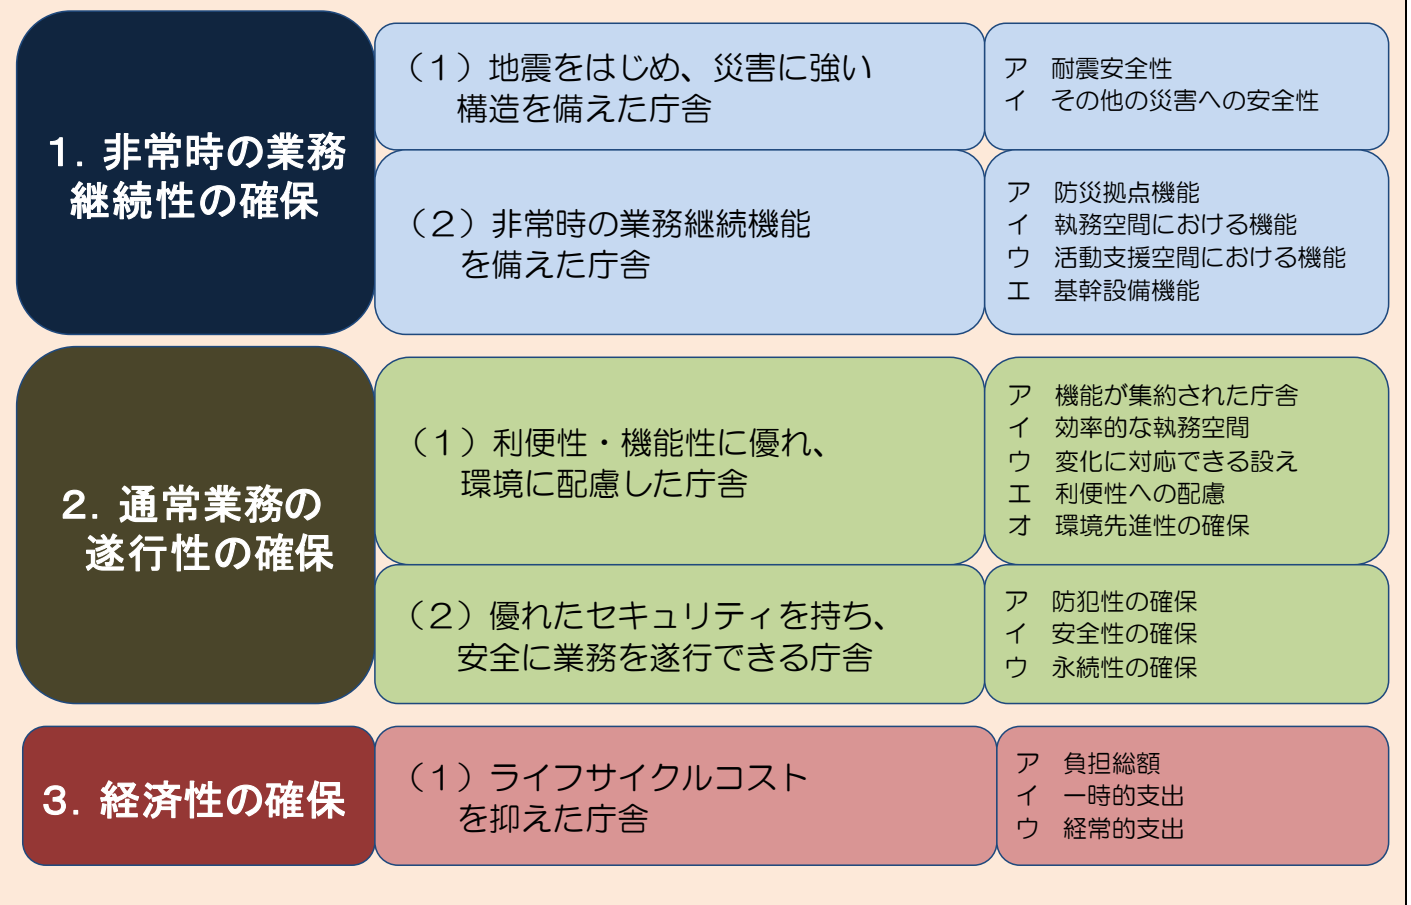 1．非常時の業務
継続性の確保
（1）地震をはじめ、災害に強い
構造を備えた庁舎
ア　耐震安全性
イ　その他の災害への安全性
（2）非常時の業務継続機能
を備えた庁舎
ア　防災拠点機能
イ　執務空間における機能
ウ　活動支援空間における機能
エ　基幹設備機能
2．通常業務の
遂行性の確保
（1）利便性・機能性に優れ、
環境に配慮した庁舎
ア　機能が集約された庁舎
イ　効率的な執務空間
ウ　変化に対応できる設え
エ　利便性への配慮
オ　環境先進性の確保
（2）優れたセキュリティを持ち、
安全に業務を遂行できる庁舎
ア　防犯性の確保
イ　安全性の確保
ウ　永続性の確保
3．経済性の確保
（1）ライフサイクルコスト
を抑えた庁舎
ア　負担総額
イ　一時的支出
ウ　経常的支出